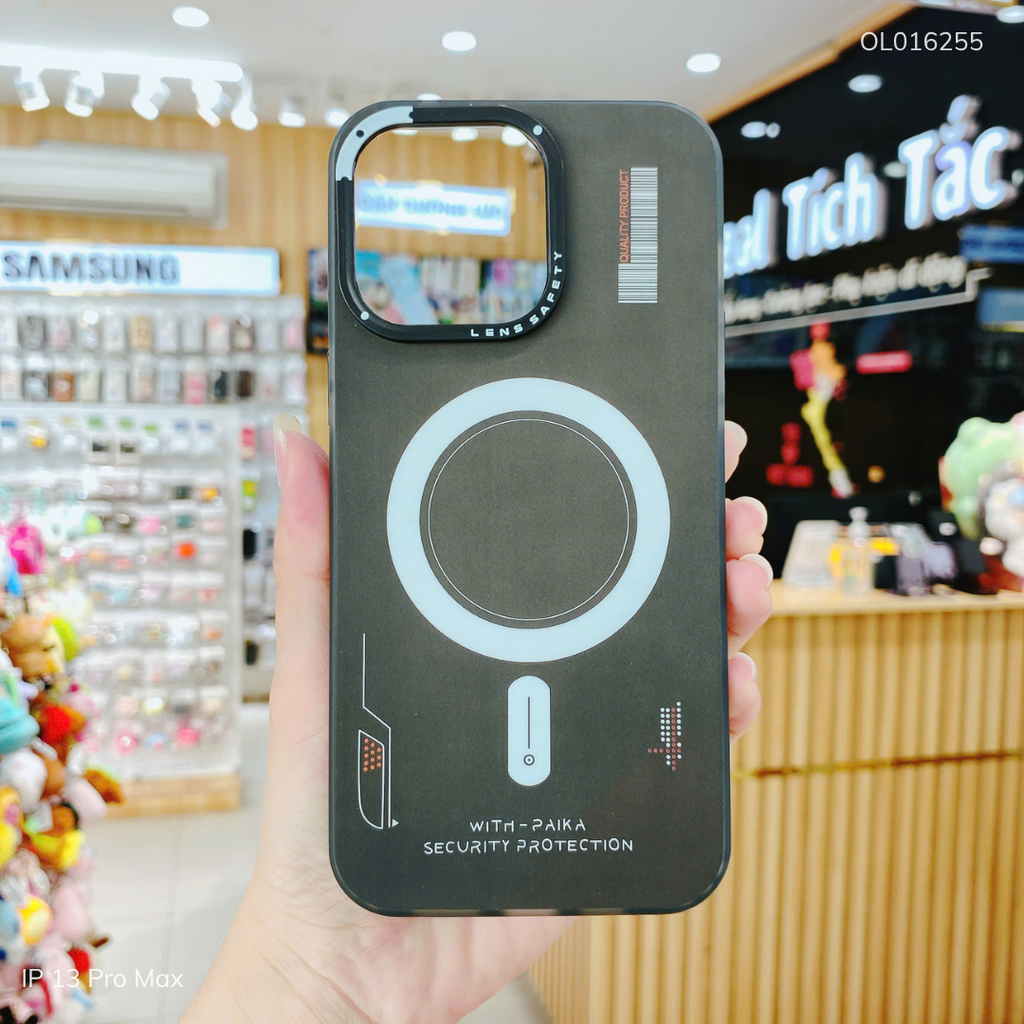 OL016255
Tích Tắc
SAMSUNG
QUALITY PRODUCT
LENS SAFETY
WITH-PAIKA
SECURITY PROTECTION
IP 13 Pro Max